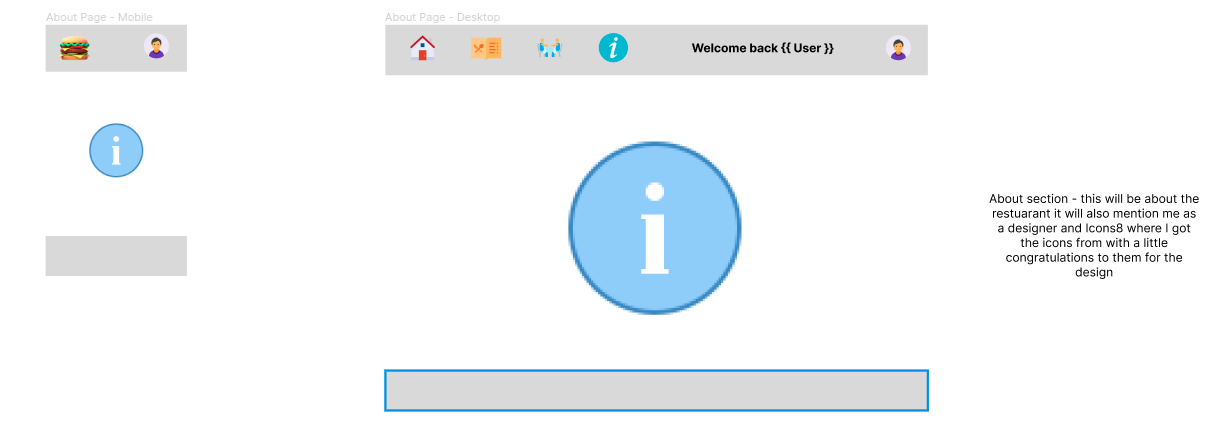 About Page - Mobile
About Page - Desktop
Welcome back {{ User }}
About section - this will be about the
restuarant it will also mention me as
a designer and Icons8 where I got
the icons from with a little
congratulations to them for the
design